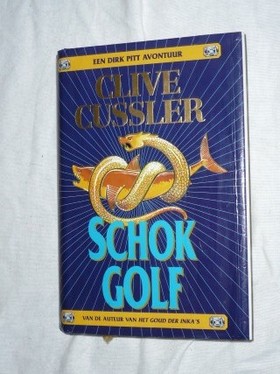 EEN DIRK PITT AVONTUUR
CLIVE
CUSSLER
SCHOK
GOLF
VAN DE AUTEUR VAN HET GOUD DER INKA'S